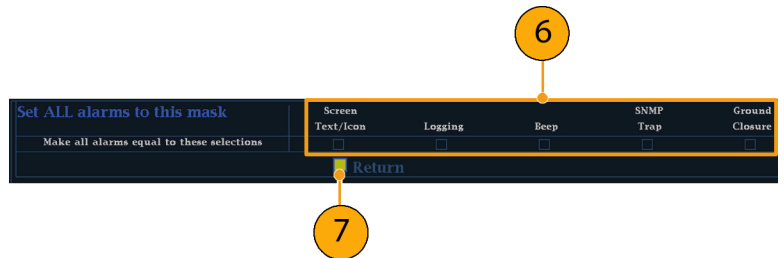 6
Set ALL alarms to this mask
Screen Text/Icon
Logging
Beep
SNMP Trap
Ground Closure
Make all alarms equal to these selections
Return
7